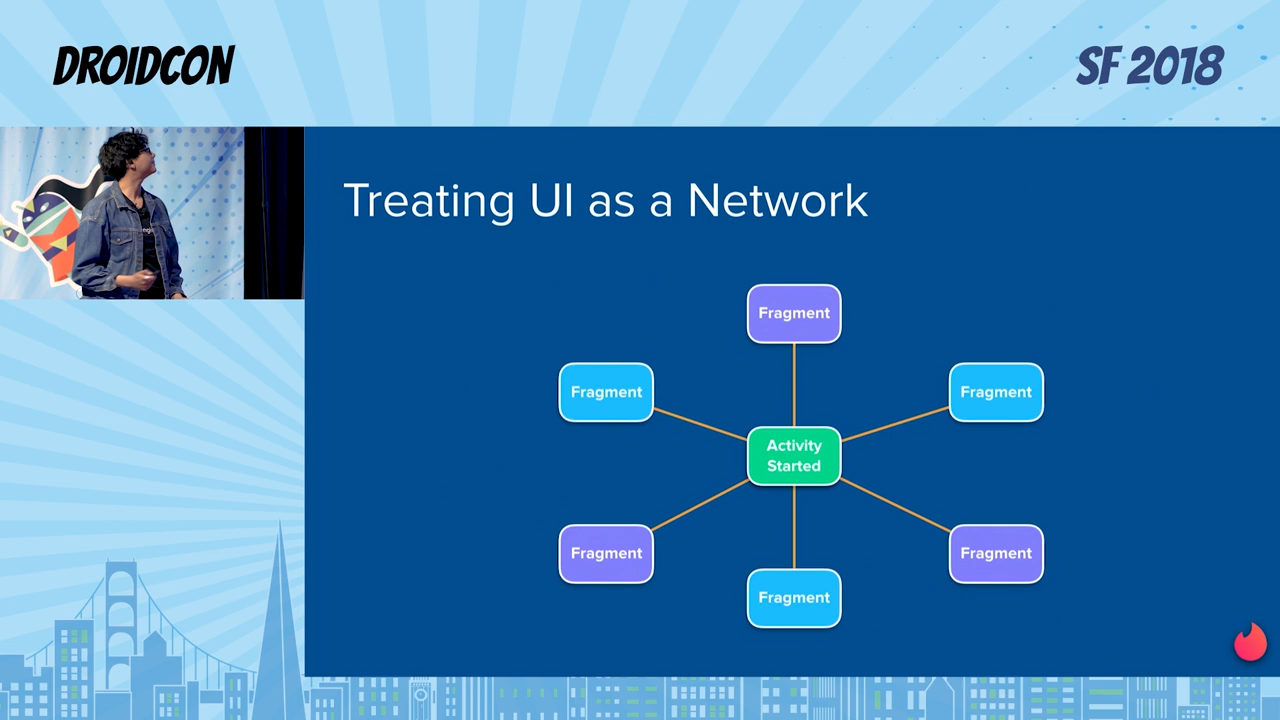 DROIDCON
SF 2018
Treating UI as a Network
Fragment
Fragment
Fragment
Activity
Started
Fragment
Fragment
Fragment